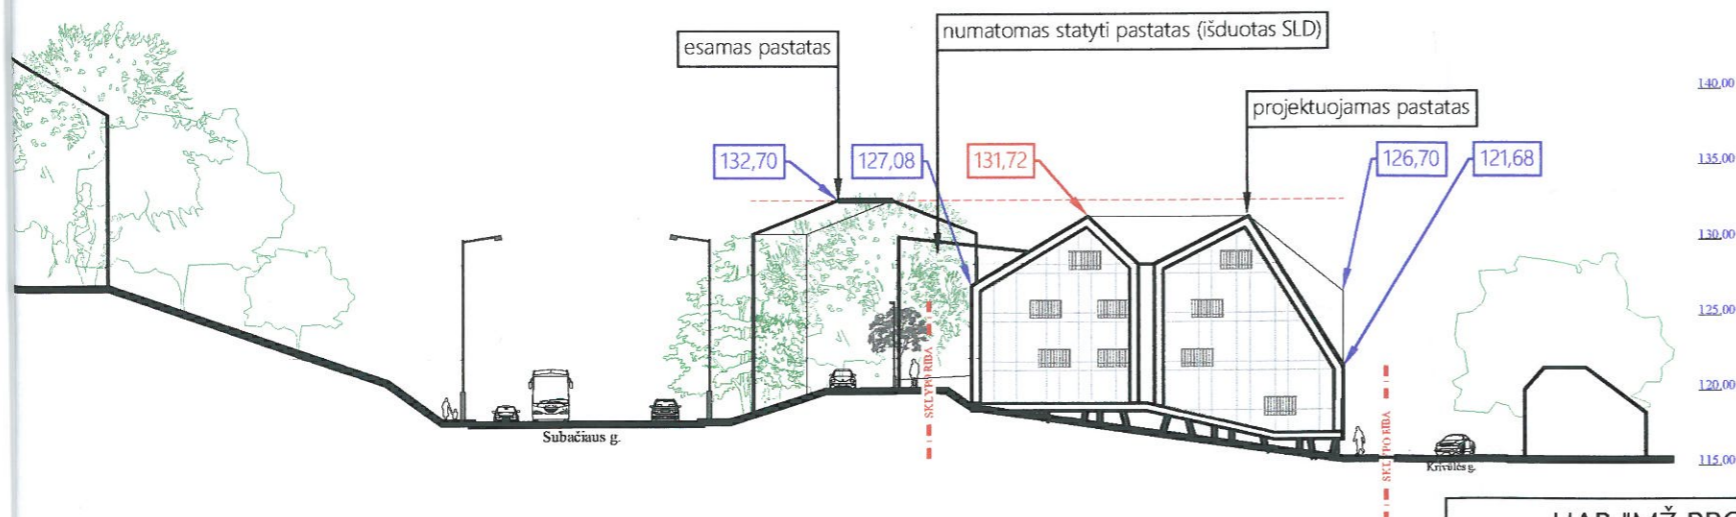 numatomas statyti pastatas (išduotas SLD)
esamas pastatas
140,00
projektuojamas pastatas
132,70
127,08
131,72
126,70
121,68
135,00
130,00
125,00
120,00
SKLYPO RIBA
SKLYPO RIBA
Subačiaus g.
Krivūlės g.
115,00